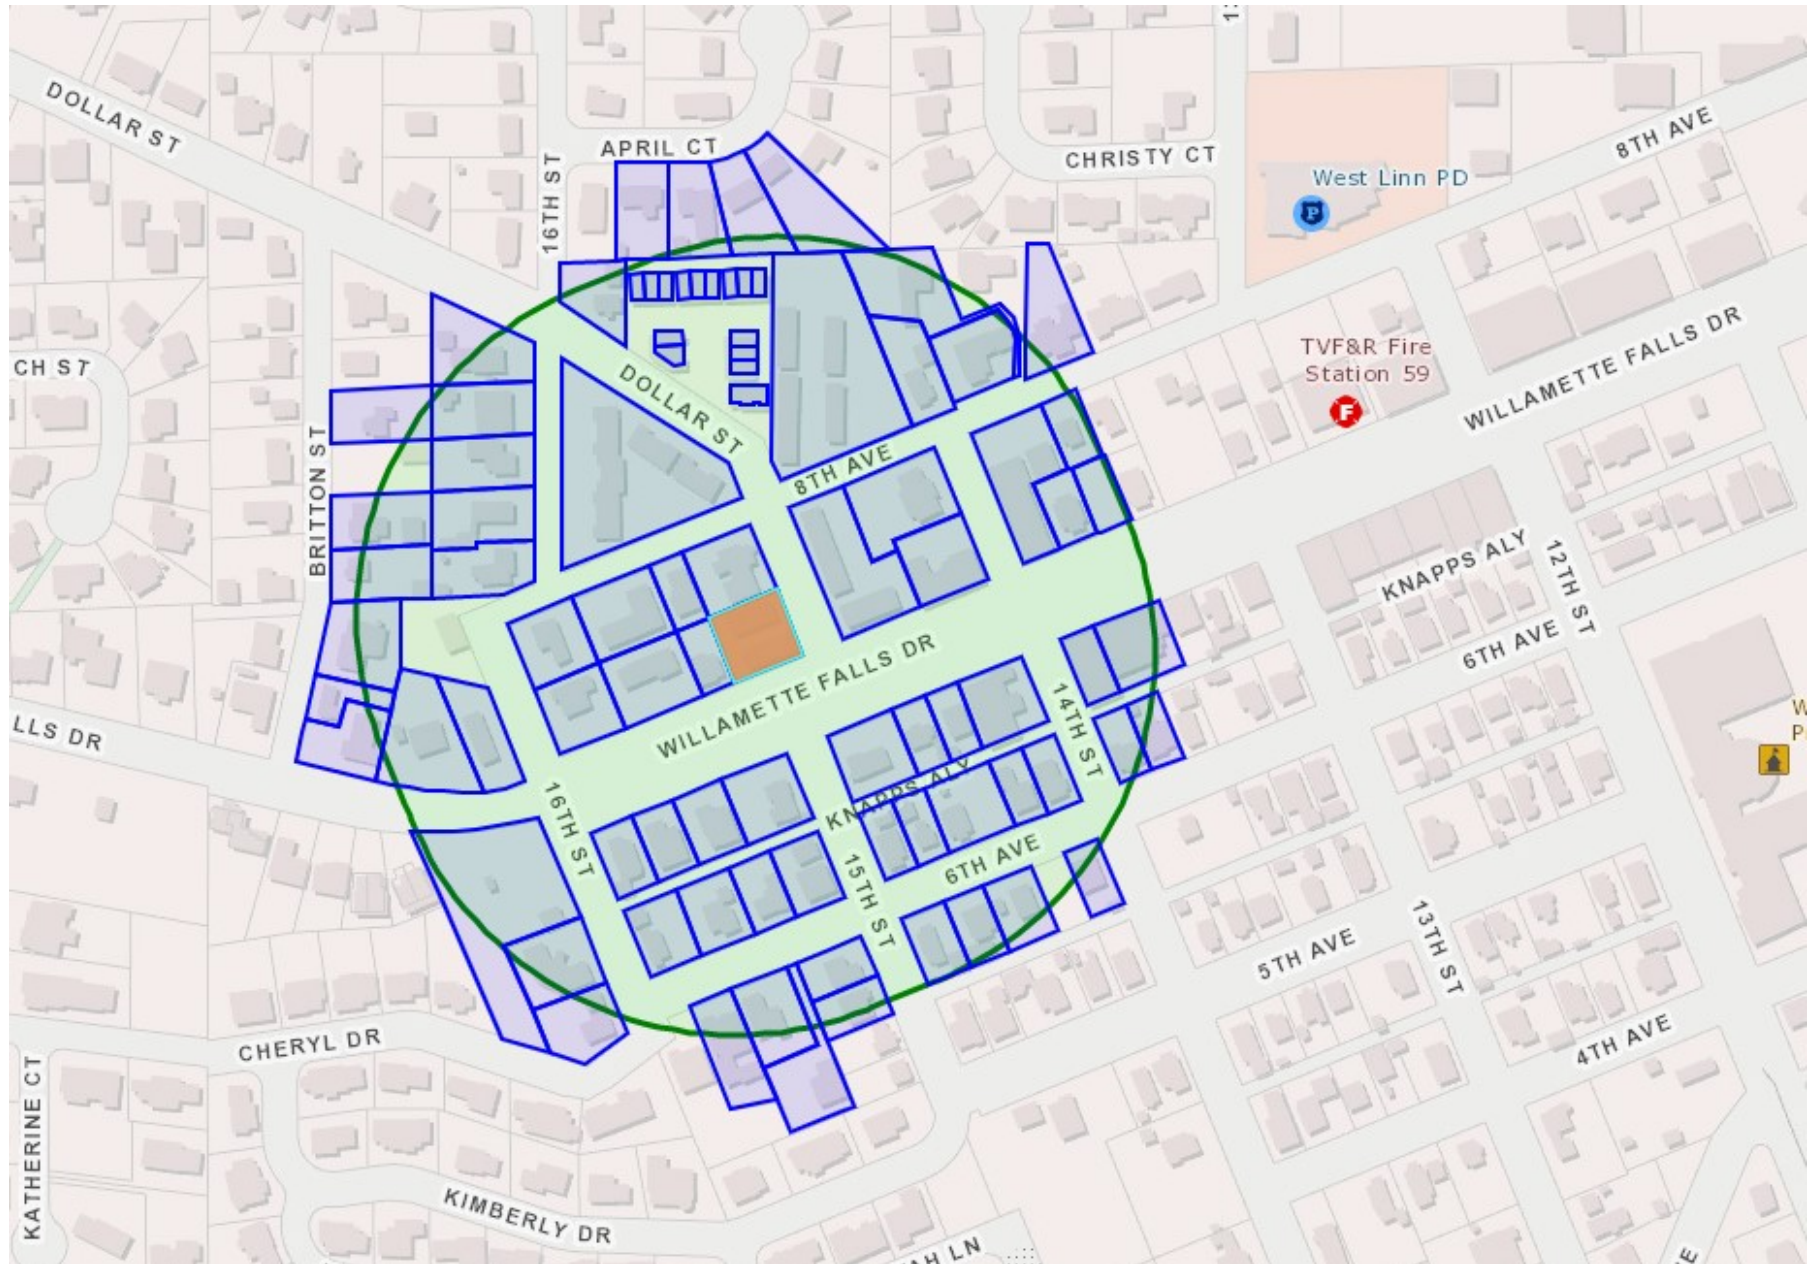 DOLLAR ST
16TH ST
APRIL CT
CHRISTY CT
8TH AVE
West Linn PD
P
CH ST
BRITTON ST
DOLLAR ST
8TH AVE
TVF&R Fire
Station 59
F
WILLAMETTE FALLS DR
KNAPPS ALY
12TH ST
6TH AVE
WILLAMETTE FALLS DR
14TH ST
LLS DR
KNAPPS ALY
16TH ST
15TH ST
6TH AVE
13TH ST
5TH AVE
4TH AVE
CHERYL DR
KATHERINE CT
KIMBERLY DR
AH LN